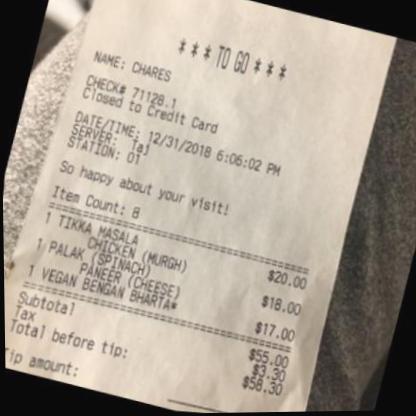 * * * TO GO * * *
NAME: CHARES
CHECK# 71128.1
Closed to Credit Card
DATE/TIME: 12/31/2018 6:06:02 PM
SERVER: Taj
STATION: 01
So happy about your visit!
Item Count: 8
1 TIKKA MASALA
CHICKEN (MURGH) $20.00
1 PALAK (SPINACH)
PANEER (CHEESE) $18.00
1 VEGAN BENGAN BHARTA* $17.00
Subtotal $55.00
Tax $3.30
Total before tip: $58.30
ip amount: